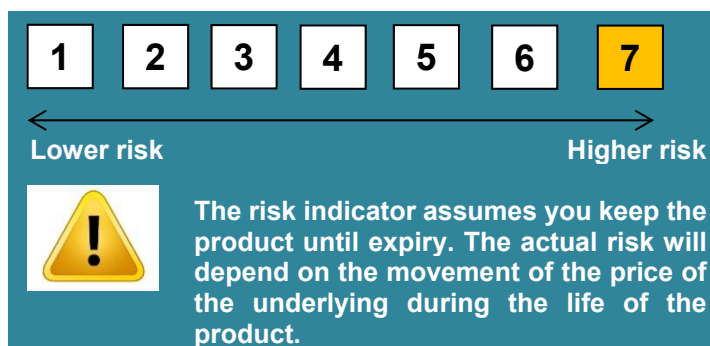 1 2 3 4 5 6 7
Lower risk Higher risk
!
The risk indicator assumes you keep the
product until expiry. The actual risk will
depend on the movement of the price of
the underlying during the life of the
product.